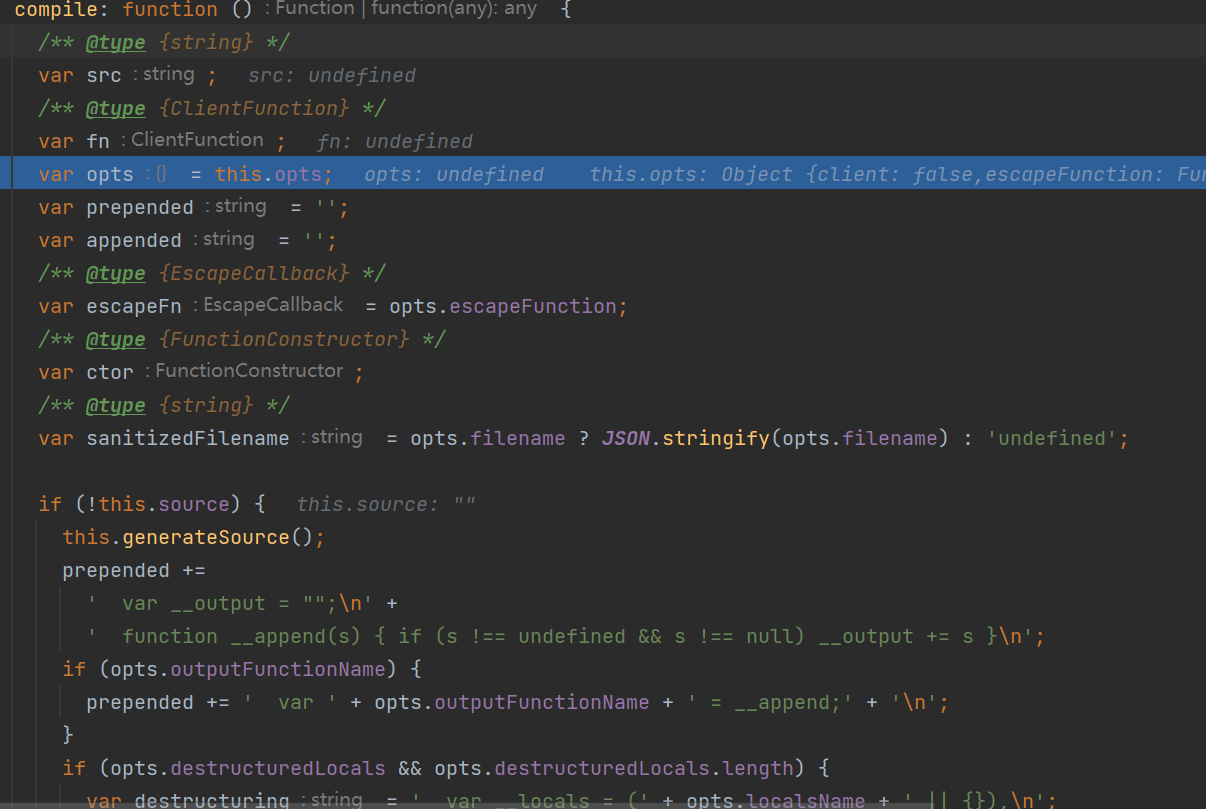 compile: function () : Function | function(any): any {
/** @type {string} */
var src : string ; src: undefined
/** @type {ClientFunction} */
var fn : ClientFunction ; fn: undefined
var opts : {} = this.opts; opts: undefined this.opts: Object {client: false,escapeFunction: Fu
var prepended : string = '';
var appended : string = '';
/** @type {EscapeCallback} */
var escapeFn : EscapeCallback = opts.escapeFunction;
/** @type {FunctionConstructor} */
var ctor : FunctionConstructor ;
/** @type {string} */
var sanitizedFilename : string = opts.filename ? JSON.stringify(opts.filename) : 'undefined';
if (!this.source) { this.source: ""
this.generateSource();
prepended +=
'  var __output = "";\n' +
'  function __append(s) { if (s !== undefined && s !== null) __output += s }\n';
if (opts.outputFunctionName) {
prepended += '  var ' + opts.outputFunctionName + ' = __append;' + '\n';
}
if (opts.destructuredLocals && opts.destructuredLocals.length) {
var destructuring : string = '  var __locals = (' + opts.localsName + ' || {}),\n';